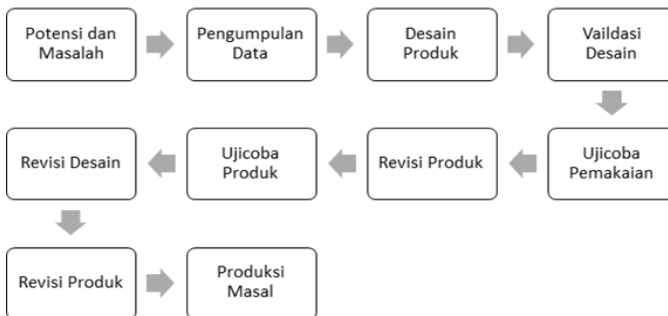 Potensi dan
Masalah
Pengumpulan
Data
Desain
Produk
Vaildasi
Desain
Ujicoba
Pemakaian
Revisi Produk
Ujicoba
Produk
Revisi Desain
Revisi Produk
Produksi
Masal